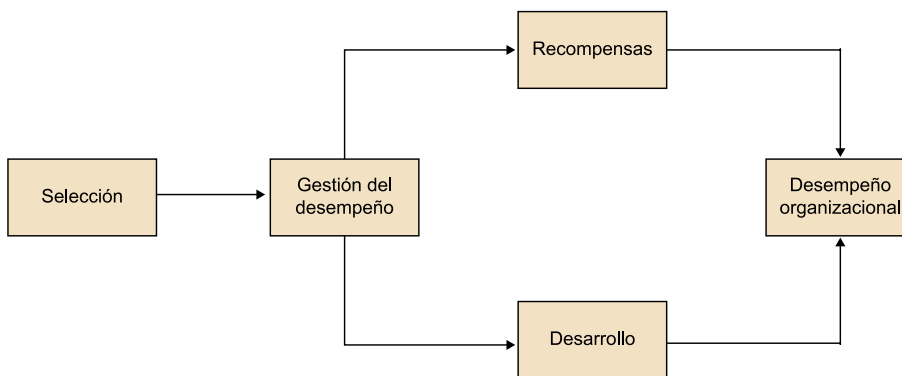 Recompensas
Selección
Gestión del
desempeño
Desempeño
organizacional
Desarrollo